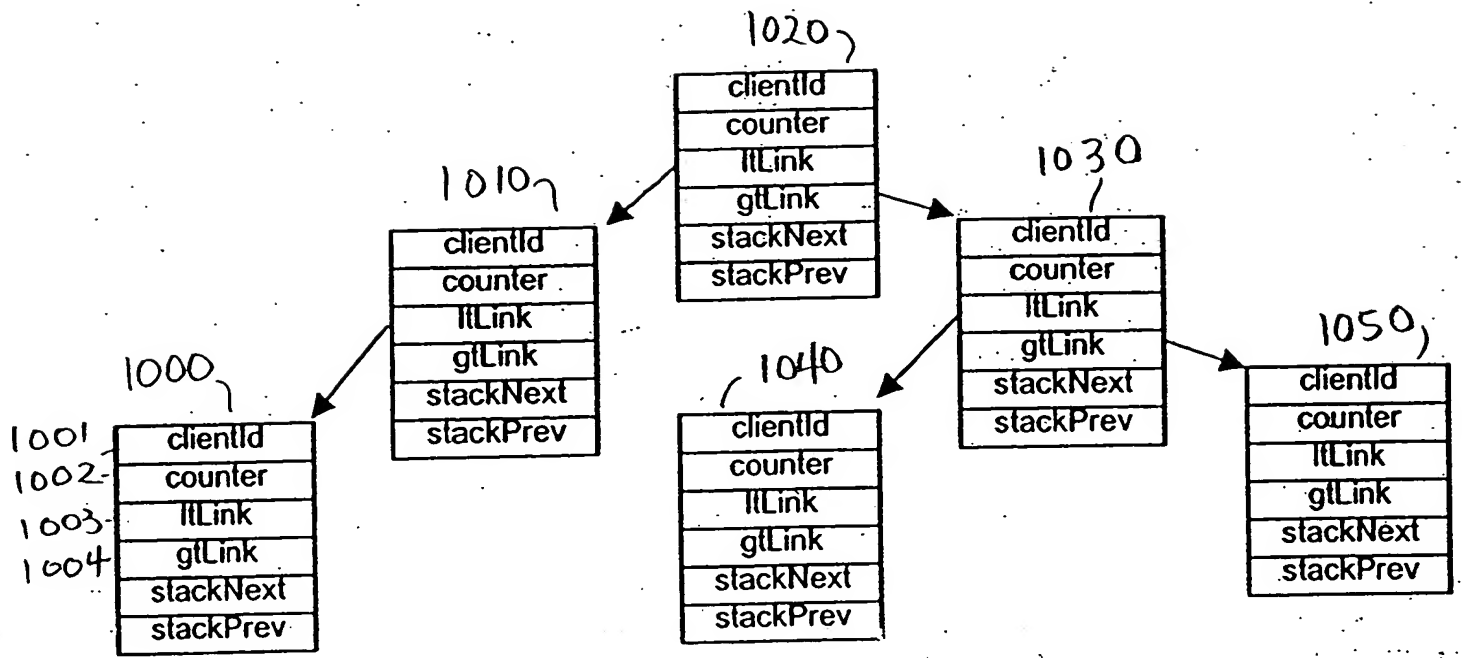 1020
clientId
counter
ltLink
gtLink
stackNext
stackPrev
1010
clientId
counter
ltLink
gtLink
stackNext
stackPrev
1030
clientId
counter
ltLink
gtLink
stackNext
stackPrev
1000
1001
1002
1003
1004
clientId
counter
ltLink
gtLink
stackNext
stackPrev
1040
clientId
counter
ltLink
gtLink
stackNext
stackPrev
1050
clientId
counter
ltLink
gtLink
stackNext
stackPrev